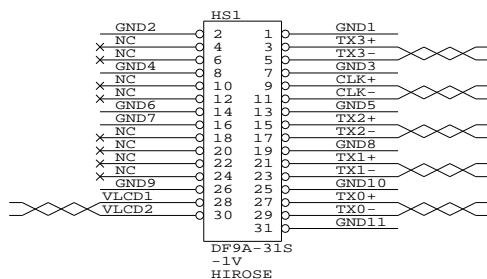 HS1
GND2 2 1 GND1
NC 4 3 TX3+
NC 6 5 TX3-
GND4 8 7 GND3
NC 10 9 CLK+
NC 12 11 CLK-
GND6 14 13 GND5
GND7 16 15 TX2+
NC 18 17 TX2-
NC 20 19 GND8
NC 22 21 TX1+
NC 24 23 TX1-
GND9 26 25 GND10
VLCD1 28 27 TX0+
VLCD2 30 29 TX0-
31 GND11
DF9A-31S
-1V
HIROSE